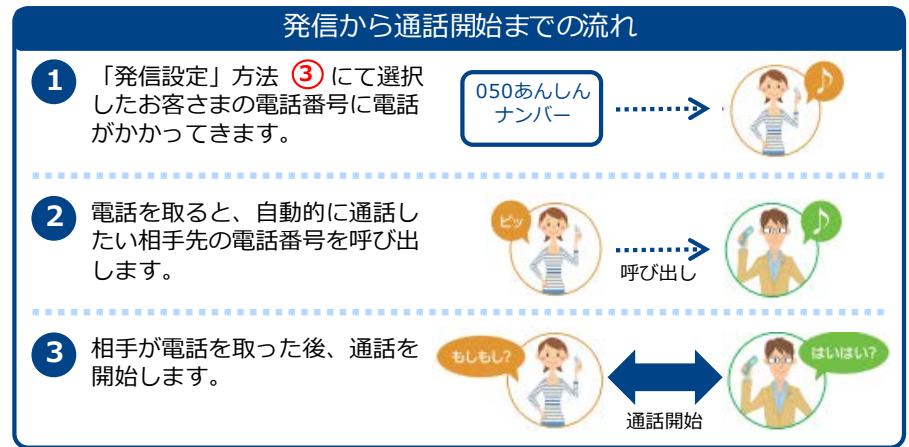 発信から通話開始までの流れ
1
「発信設定」方法 ③ にて選択
したお客さまの電話番号に電話
がかかってきます。
050あんしん
ナンバー
♪
2
電話を取ると、自動的に通話し
たい相手先の電話番号を呼び出
します。
ピッ
呼び出し
♪
3
相手が電話を取った後、通話を
開始します。
もしもし?
通話開始
はいはい?